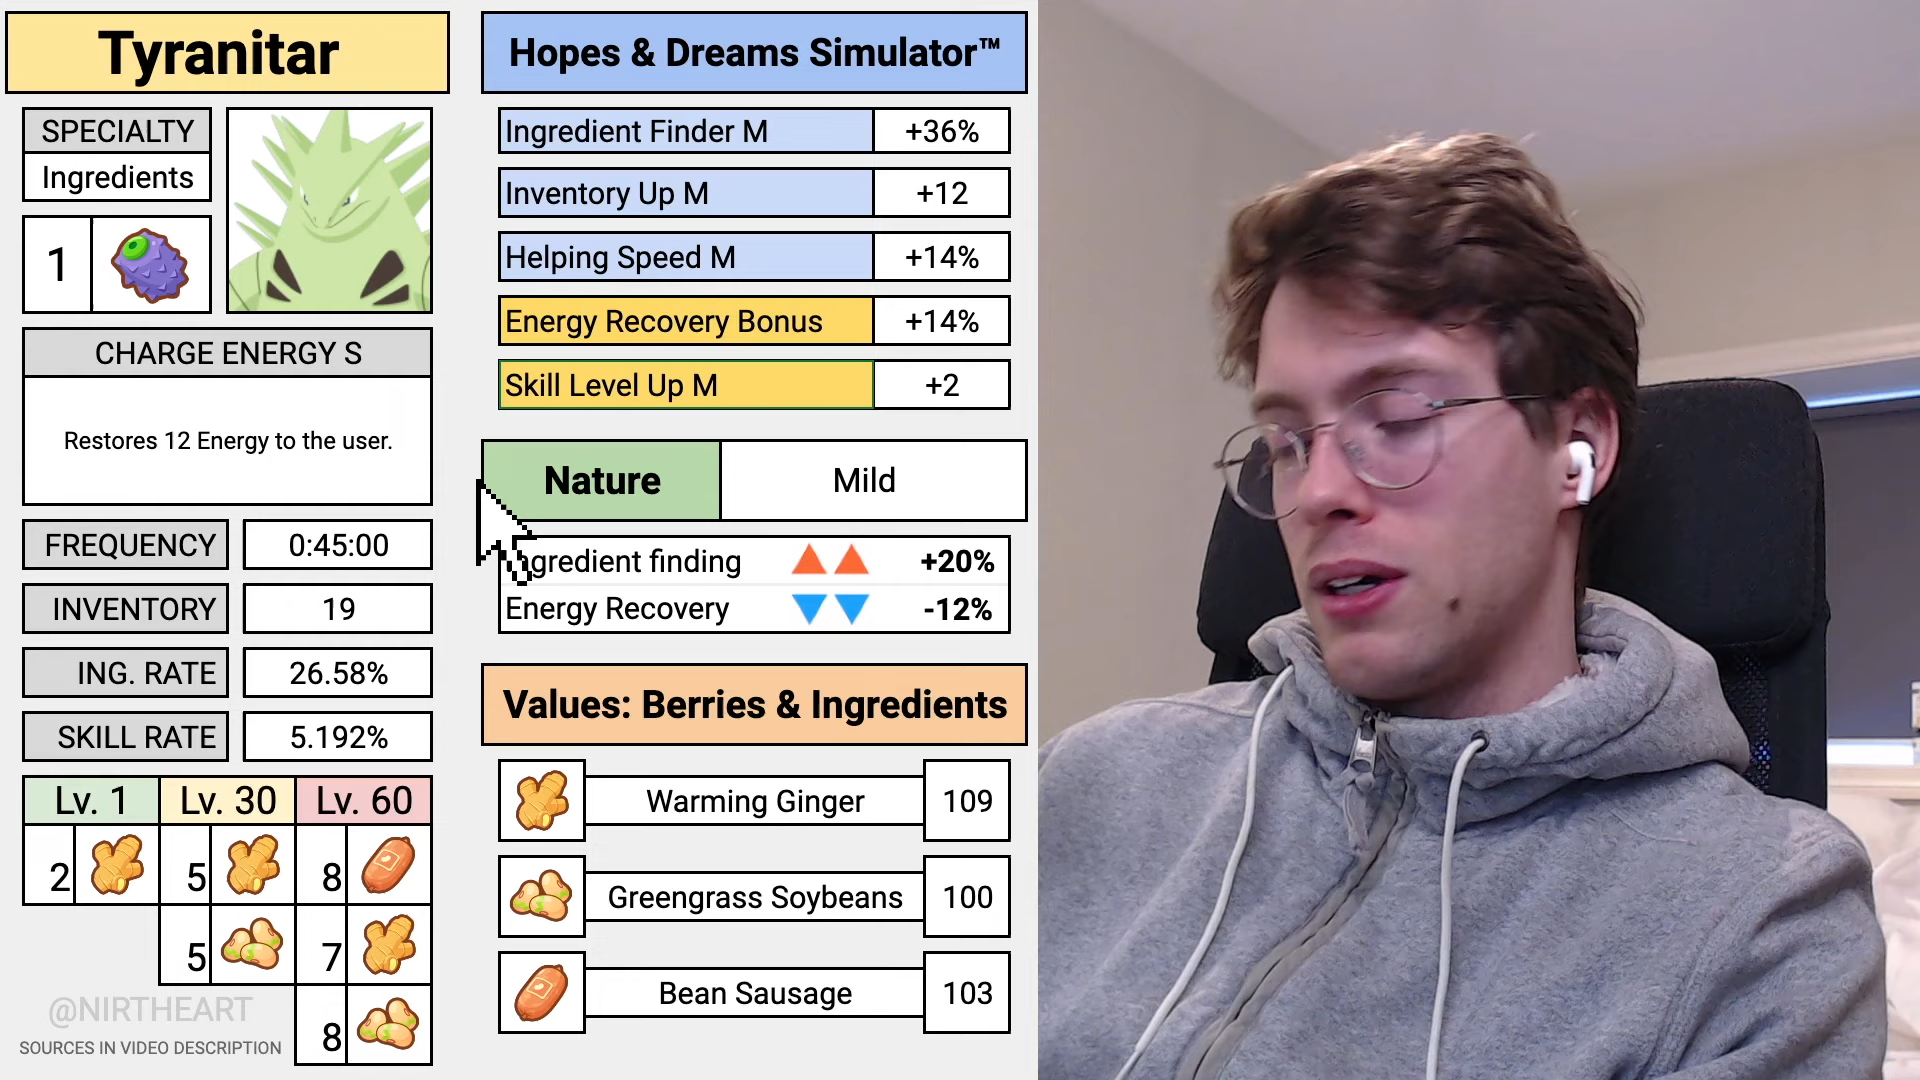 Tyranitar
SPECIALTY
Ingredients
1
CHARGE ENERGY S
Restores 12 Energy to the user.
FREQUENCY 0:45:00
INVENTORY 19
ING. RATE 26.58%
SKILL RATE 5.192%
Lv. 1 Lv. 30 Lv. 60
2 5 8
5 7
8
@NIRTHEART
SOURCES IN VIDEO DESCRIPTION
Hopes & Dreams Simulator™
Ingredient Finder M +36%
Inventory Up M +12
Helping Speed M +14%
Energy Recovery Bonus +14%
Skill Level Up M +2
Nature Mild
ngredient finding +20%
Energy Recovery -12%
Values: Berries & Ingredients
Warming Ginger 109
Greengrass Soybeans 100
Bean Sausage 103